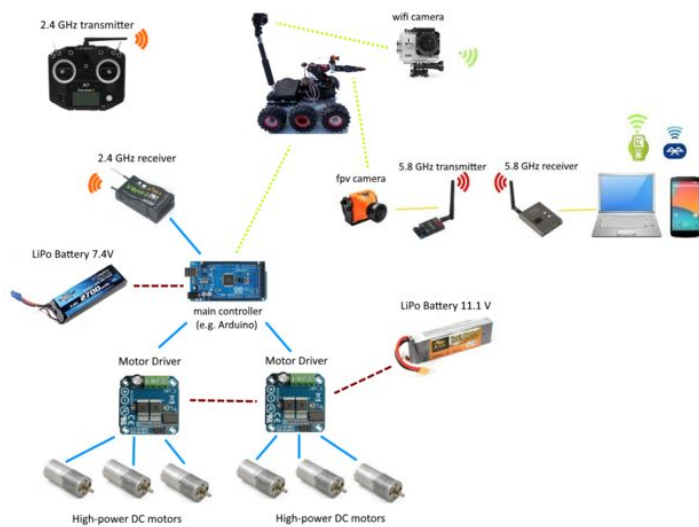 2.4 GHz transmitter
wifi camera
2.4 GHz receiver
fpv camera
5.8 GHz transmitter
5.8 GHz receiver
LiPo Battery 7.4V
2700
main controller
(e.g. Arduino)
LiPo Battery 11.1 V
Motor Driver
Motor Driver
High-power DC motors
High-power DC motors